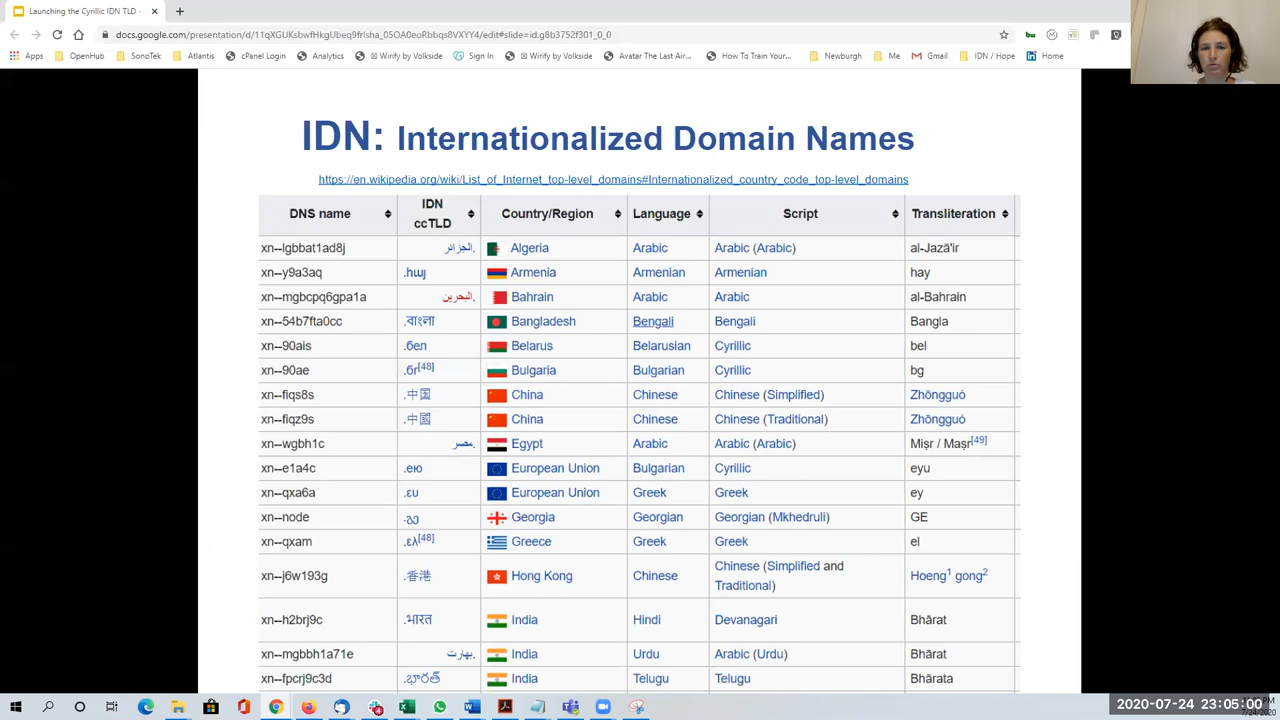 Launching the Cyrillic IDN TLD -
Apps OpenHub SonoTek Atlantis cPanel Login Analytics Wirify by Volkside Sign In Wirify by Volkside Avatar The Last Air... How To Train Your... Newburgh Me Gmail IDN / Hope Home
IDN: Internationalized Domain Names
https://en.wikipedia.org/wiki/List_of_Internet_top-level_domains#Internationalized_country_code_top-level_domains
DNS name IDN ccTLD Country/Region Language Script Transliteration
xn--lgbbat1ad8j الجزائر. Algeria Arabic Arabic (Arabic) al-Jazā'ir
xn--y9a3aq .հայ Armenia Armenian Armenian hay
xn--mgbcpq6gpa1a البحرين. Bahrain Arabic Arabic al-Bahrain
xn--54b7fta0cc .বাংলা Bangladesh Bengali Bengali Bangla
xn--90ais .бел Belarus Belarusian Cyrillic bel
xn--90ae .бг[48] Bulgaria Bulgarian Cyrillic bg
xn--fiqs8s .中国 China Chinese Chinese (Simplified) Zhōngguó
xn--fiqz9s .中國 China Chinese Chinese (Traditional) Zhōngguó
xn--wgbh1c مصر. Egypt Arabic Arabic (Arabic) Miṣr / Maṣr[49]
xn--e1a4c .ею European Union Bulgarian Cyrillic eyu
xn--qxa6a .ευ European Union Greek Greek ey
xn--node .გე Georgia Georgian Georgian (Mkhedruli) GE
xn--qxam .ελ[48] Greece Greek Greek el
xn--j6w193g .香港 Hong Kong Chinese Chinese (Simplified and Traditional) Hoeng1 gong2
xn--h2brj9c .भारत India Hindi Devanagari Bhārat
xn--mgbbh1a71e بھارت. India Urdu Arabic (Urdu) Bhārat
xn--fpcrj9c3d .భారత్ India Telugu Telugu Bhārata
2020-07-24 23:05:00